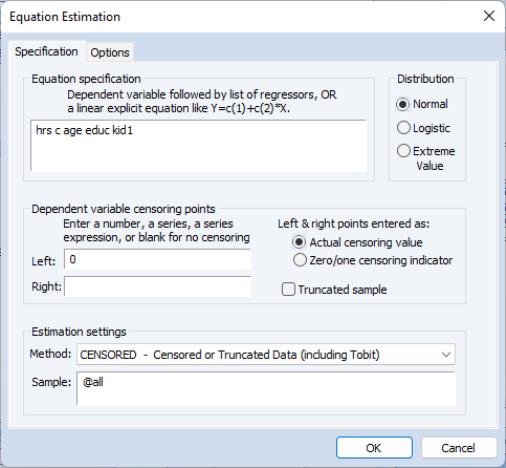 Equation Estimation
Specification
Options
Equation specification
Dependent variable followed by list of regressors, OR
a linear explicit equation like Y=c(1)+c(2)*X.
hrs c age educ kid1
Distribution
Normal
Logistic
Extreme
Value
Dependent variable censoring points
Enter a number, a series, a series
expression, or blank for no censoring
Left: 0
Right:
Left & right points entered as:
Actual censoring value
Zero/one censoring indicator
Truncated sample
Estimation settings
Method: CENSORED - Censored or Truncated Data (including Tobit)
Sample: @all
OK
Cancel